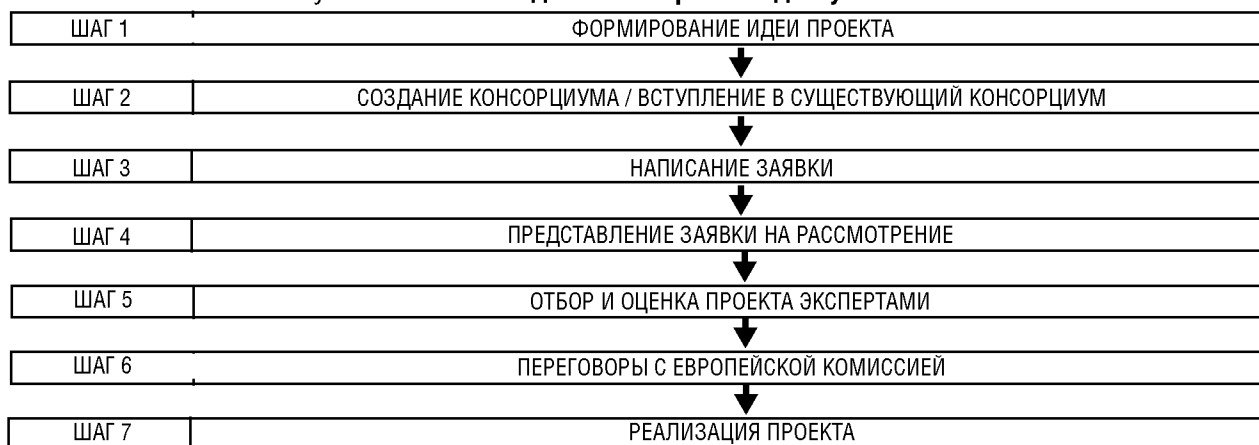 ШАГ 1 ФОРМИРОВАНИЕ ИДЕИ ПРОЕКТА
ШАГ 2 СОЗДАНИЕ КОНСОРЦИУМА / ВСТУПЛЕНИЕ В СУЩЕСТВУЮЩИЙ КОНСОРЦИУМ
ШАГ 3 НАПИСАНИЕ ЗАЯВКИ
ШАГ 4 ПРЕДСТАВЛЕНИЕ ЗАЯВКИ НА РАССМОТРЕНИЕ
ШАГ 5 ОТБОР И ОЦЕНКА ПРОЕКТА ЭКСПЕРТАМИ
ШАГ 6 ПЕРЕГОВОРЫ С ЕВРОПЕЙСКОЙ КОМИССИЕЙ
ШАГ 7 РЕАЛИЗАЦИЯ ПРОЕКТА